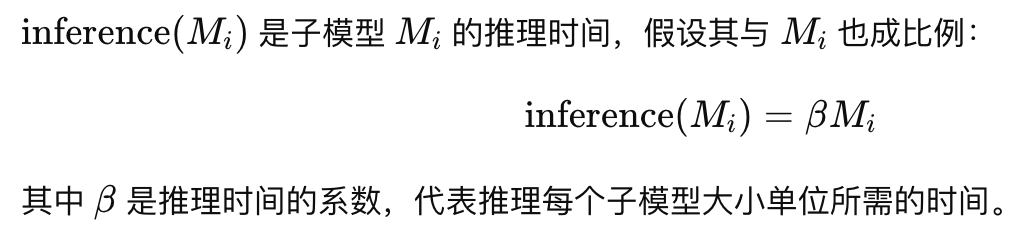 inference(Mᵢ) 是子模型 Mᵢ 的推理时间，假设其与 Mᵢ 也成比例：
inference(Mᵢ) = βMᵢ
其中 β 是推理时间的系数，代表推理每个子模型大小单位所需的时间。